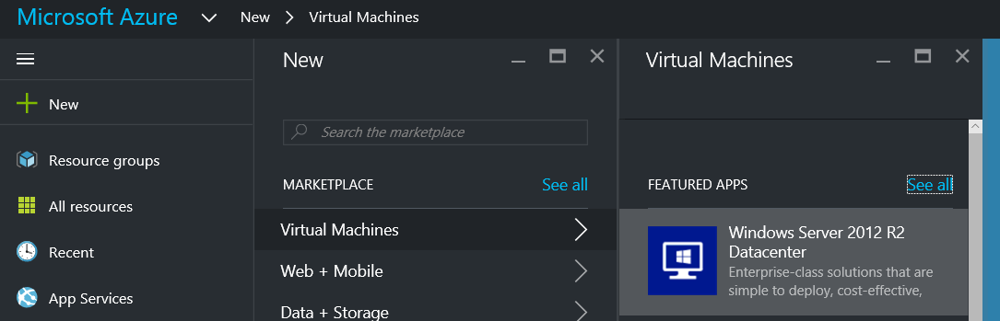 Microsoft Azure New Virtual Machines
New
Resource groups
All resources
Recent
App Services
New
Search the marketplace
MARKETPLACE See all
Virtual Machines
Web + Mobile
Data + Storage
Virtual Machines
FEATURED APPS See all
Windows Server 2012 R2
Datacenter
Enterprise-class solutions that are
simple to deploy, cost-effective,